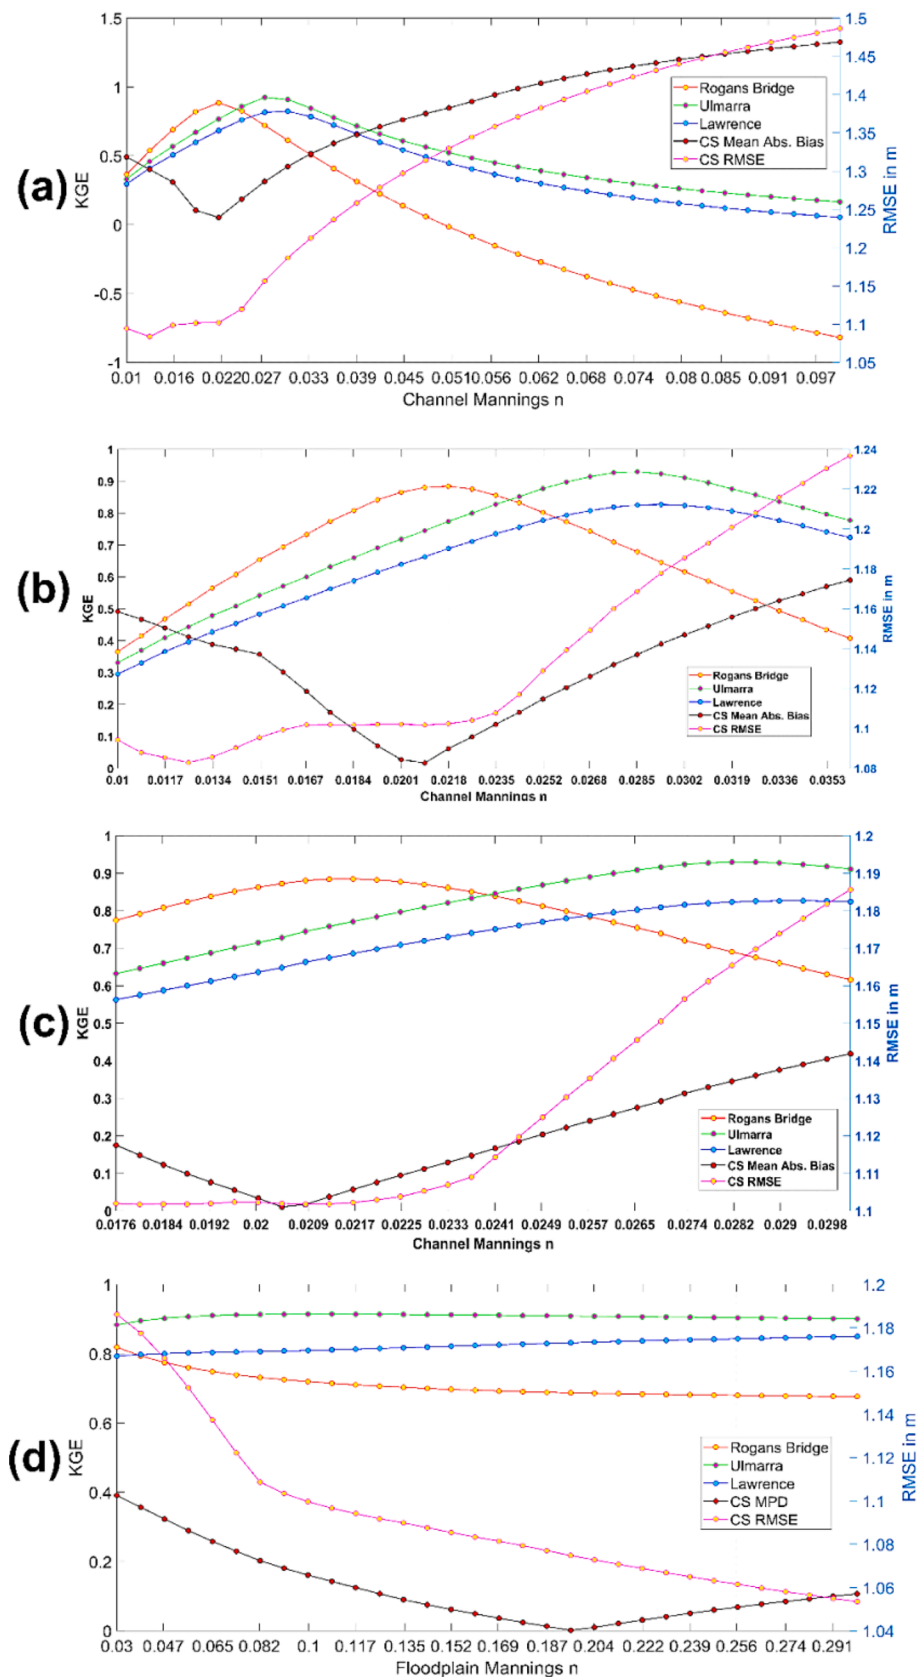 (a)
KGE
1.5
1
0.5
0
-0.5
-1
1.5
1.45
1.4
1.35
1.3
1.25
1.2
1.15
1.1
1.05
RMSE in m
Rogans Bridge
Ulmarra
Lawrence
CS Mean Abs. Bias
CS RMSE
0.01 0.016 0.022 0.027 0.033 0.039 0.045 0.051 0.056 0.062 0.068 0.074 0.08 0.085 0.091 0.097
Channel Mannings n
(b)
KGE
1
0.9
0.8
0.7
0.6
0.5
0.4
0.3
0.2
0.1
0
1.24
1.22
1.2
1.18
1.16
1.14
1.12
1.1
1.08
RMSE in m
Rogans Bridge
Ulmarra
Lawrence
CS Mean Abs. Bias
CS RMSE
0.01 0.0117 0.0134 0.0151 0.0167 0.0184 0.0201 0.0218 0.0235 0.0252 0.0268 0.0285 0.0302 0.0319 0.0336 0.0353
Channel Mannings n
(c)
KGE
1
0.9
0.8
0.7
0.6
0.5
0.4
0.3
0.2
0.1
0
1.2
1.19
1.18
1.17
1.16
1.15
1.14
1.13
1.12
1.11
1.1
RMSE in m
Rogans Bridge
Ulmarra
Lawrence
CS Mean Abs. Bias
CS RMSE
0.0176 0.0184 0.0192 0.02 0.0209 0.0217 0.0225 0.0233 0.0241 0.0249 0.0257 0.0265 0.0274 0.0282 0.029 0.0298
Channel Mannings n
(d)
KGE
1
0.8
0.6
0.4
0.2
0
1.2
1.18
1.16
1.14
1.12
1.1
1.08
1.06
1.04
RMSE in m
Rogans Bridge
Ulmarra
Lawrence
CS MPD
CS RMSE
0.03 0.047 0.065 0.082 0.1 0.117 0.135 0.152 0.169 0.187 0.204 0.222 0.239 0.256 0.274 0.291
Floodplain Mannings n